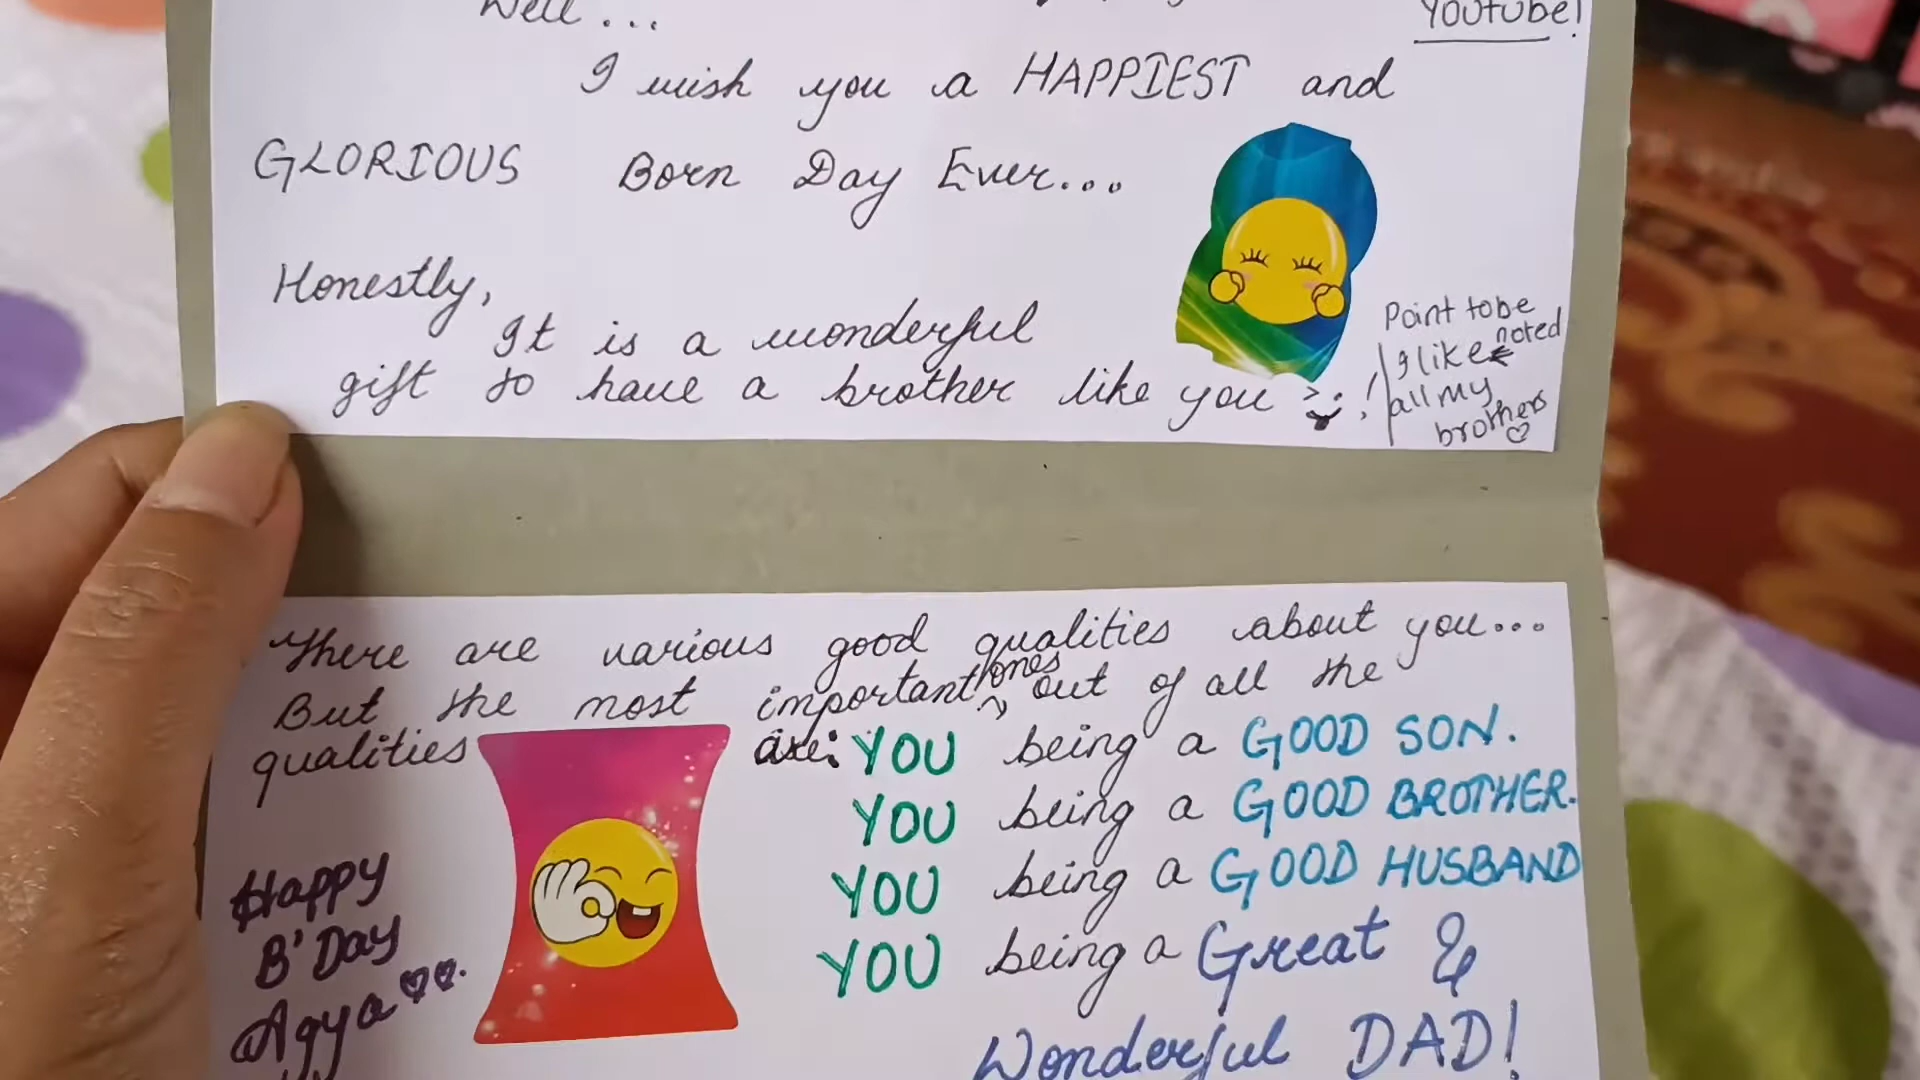 Well ...
Youtube!
I wish you a HAPPIEST and
GLORIOUS Born Day Ever...
Honestly,
It is a wonderful
gift to have a brother like you !
Point to be
noted
I like
all my
brothers
There are various good qualities about you...
But the most important ones out of all the
qualities are: YOU being a GOOD SON.
YOU being a GOOD BROTHER.
YOU being a GOOD HUSBAND
YOU being a Great &
Wonderful DAD!
Happy
B'Day
Agya